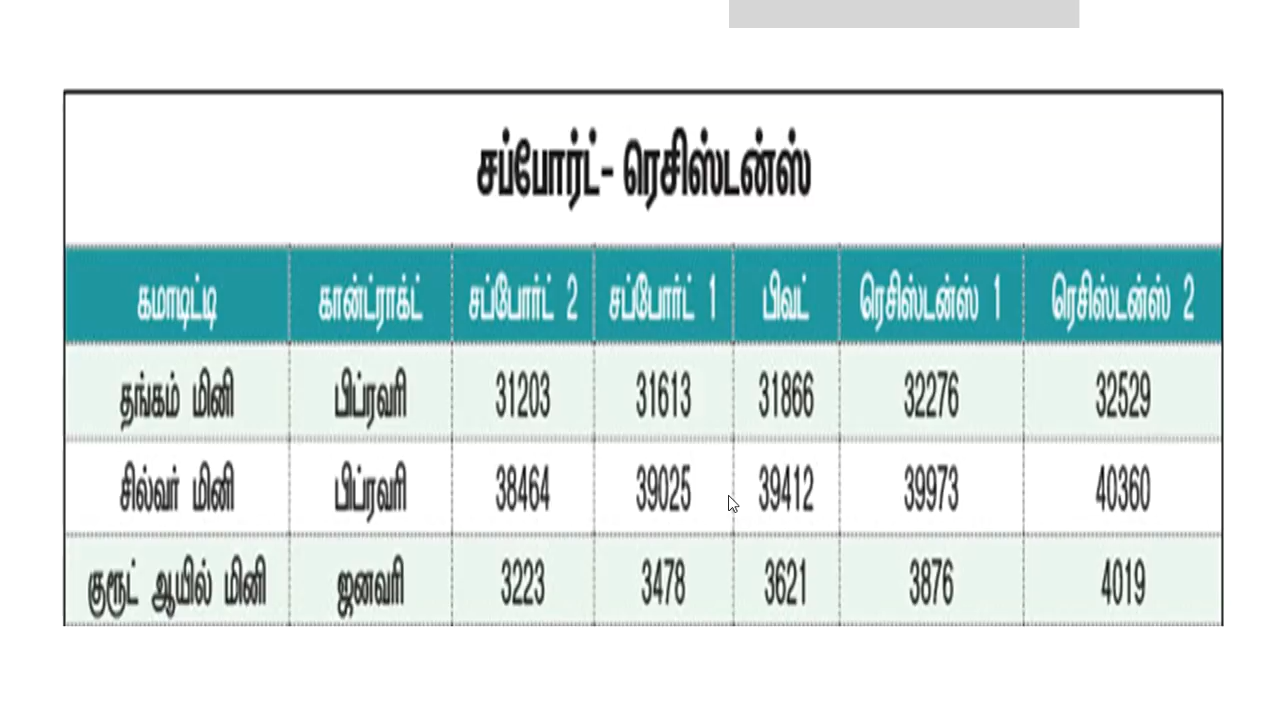 சப்போர்ட்- ரெசிஸ்டன்ஸ்
கமாடிட்டி கான்ட்ராக்ட் சப்போர்ட் 2 சப்போர்ட் 1 பிவட் ரெசிஸ்டன்ஸ் 1 ரெசிஸ்டன்ஸ் 2
தங்கம் மினி பிப்ரவரி 31203 31613 31866 32276 32529
சில்வர் மினி பிப்ரவரி 38464 39025 39412 39973 40360
குரூட் ஆயில் மினி ஜனவரி 3223 3478 3621 3876 4019